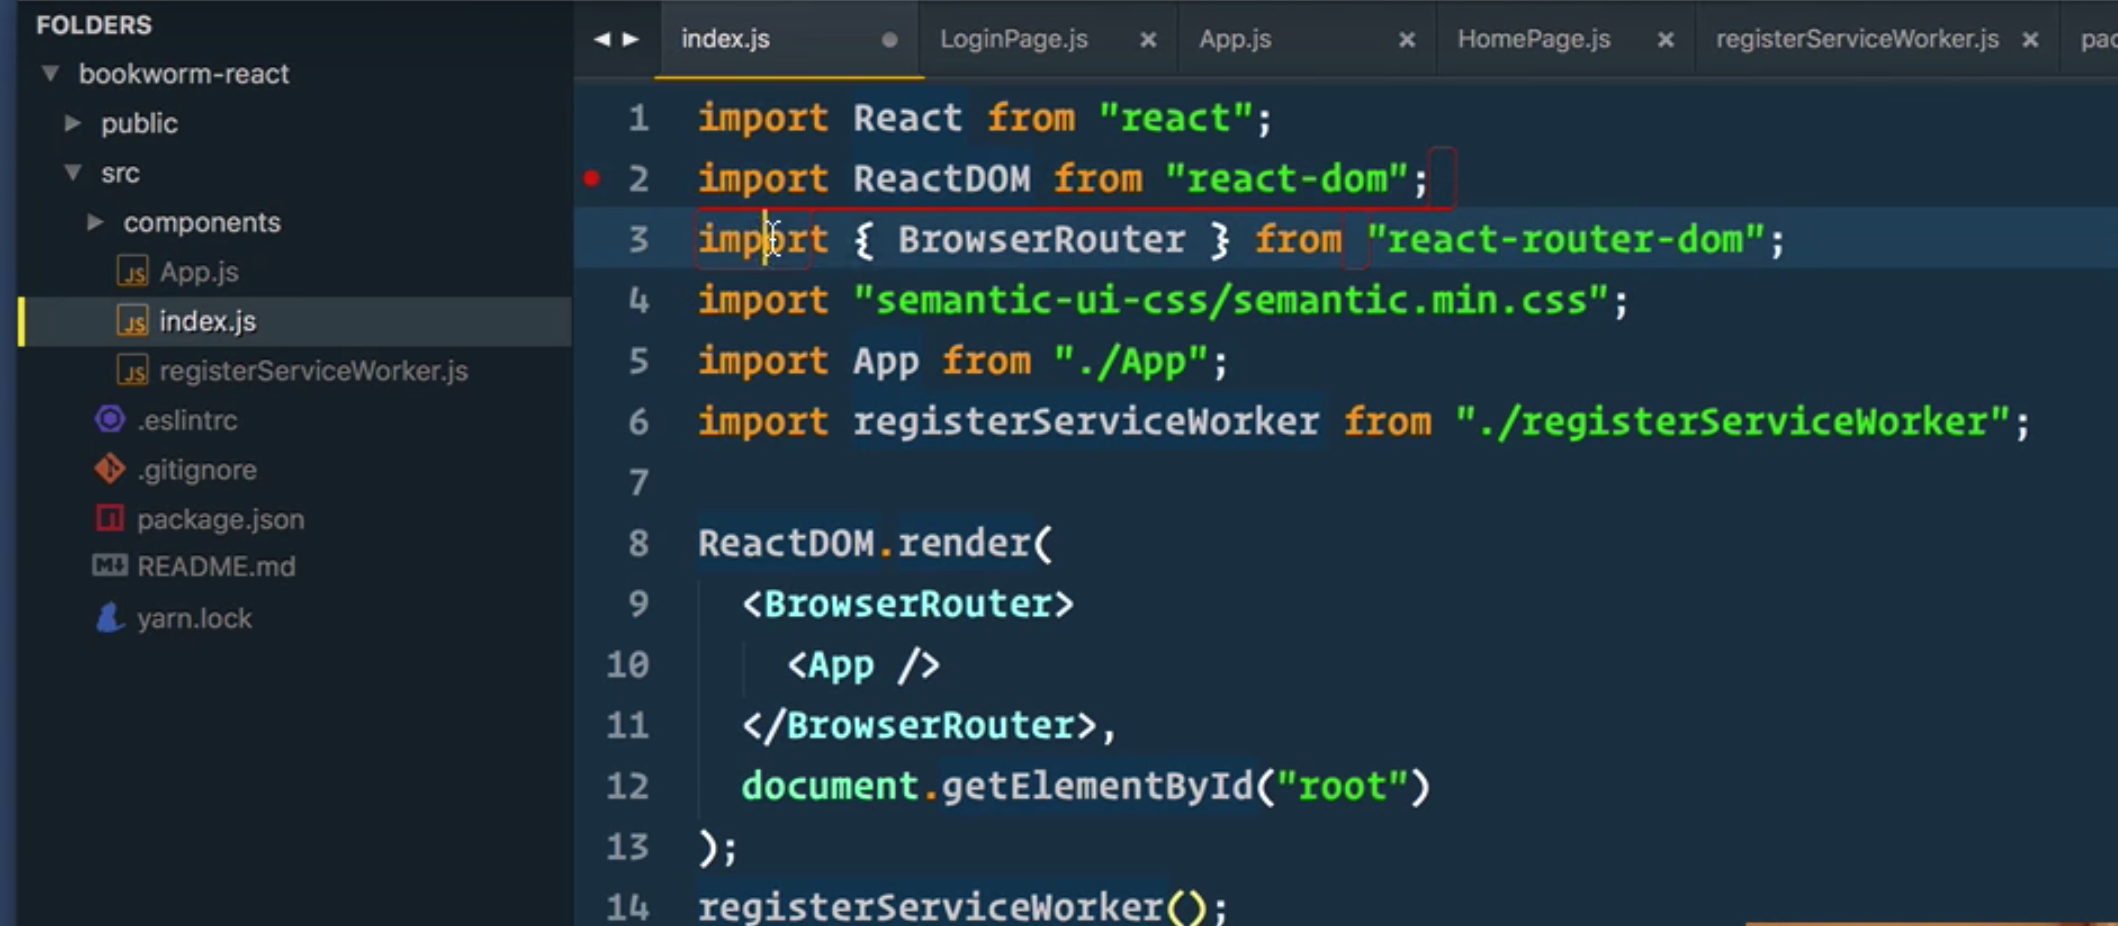 FOLDERS
bookworm-react
public
src
components
App.js
index.js
registerServiceWorker.js
.eslintrc
.gitignore
package.json
README.md
yarn.lock
index.js LoginPage.js App.js HomePage.js registerServiceWorker.js
1 import React from "react";
2 import ReactDOM from "react-dom";
3 import { BrowserRouter } from "react-router-dom";
4 import "semantic-ui-css/semantic.min.css";
5 import App from "./App";
6 import registerServiceWorker from "./registerServiceWorker";
7
8 ReactDOM.render(
9 <BrowserRouter>
10 <App />
11 </BrowserRouter>,
12 document.getElementById("root")
13 );
14 registerServiceWorker();